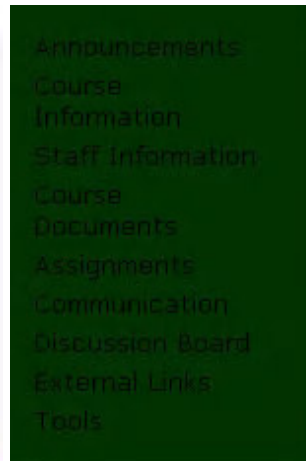 Announcements
Course
Information
Staff Information
Course
Documents
Assignments
Communication
Discussion Board
External Links
Tools